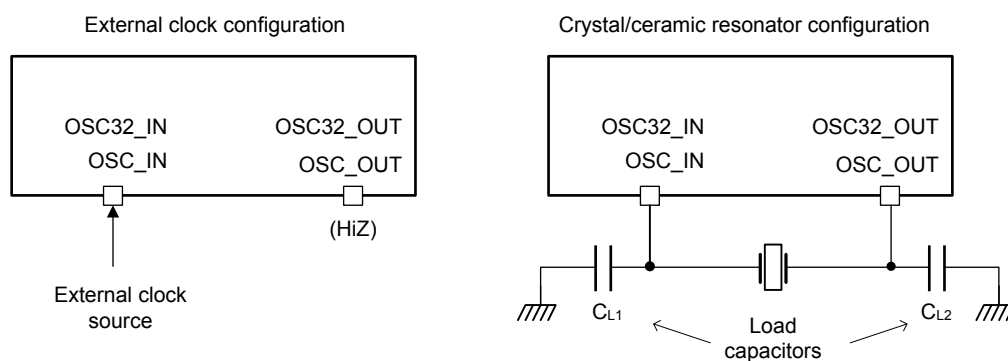 External clock configuration
OSC32_IN
OSC32_OUT
OSC_IN
OSC_OUT
(HiZ)
External clock
source
Crystal/ceramic resonator configuration
OSC32_IN
OSC32_OUT
OSC_IN
OSC_OUT
CL1
CL2
Load
capacitors